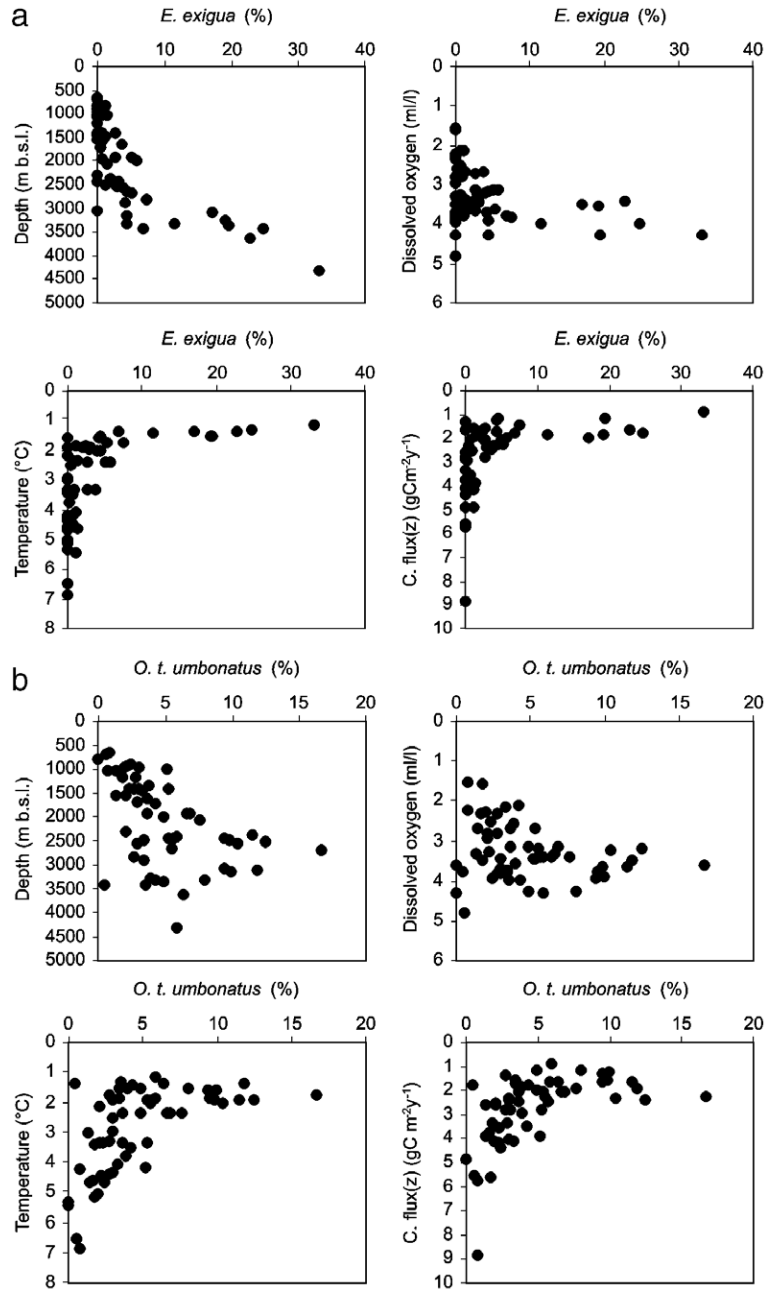 a
E. exigua (%)
0 10 20 30 40
0
500
1000
1500
2000
2500
3000
3500
4000
4500
5000
Depth (m b.s.l.)
E. exigua (%)
0 10 20 30 40
0
1
2
3
4
5
6
Dissolved oxygen (ml/l)
E. exigua (%)
0 10 20 30 40
0
1
2
3
4
5
6
7
8
Temperature (°C)
E. exigua (%)
0 10 20 30 40
0
1
2
3
4
5
6
7
8
9
10
C. flux(z) (gCm⁻²y⁻¹)
b
O. t. umbonatus (%)
0 5 10 15 20
0
500
1000
1500
2000
2500
3000
3500
4000
4500
5000
Depth (m b.s.l.)
O. t. umbonatus (%)
0 5 10 15 20
0
1
2
3
4
5
6
Dissolved oxygen (ml/l)
O. t. umbonatus (%)
0 5 10 15 20
0
1
2
3
4
5
6
7
8
Temperature (°C)
O. t. umbonatus (%)
0 5 10 15 20
0
1
2
3
4
5
6
7
8
9
10
C. flux(z) (gC m⁻²y⁻¹)